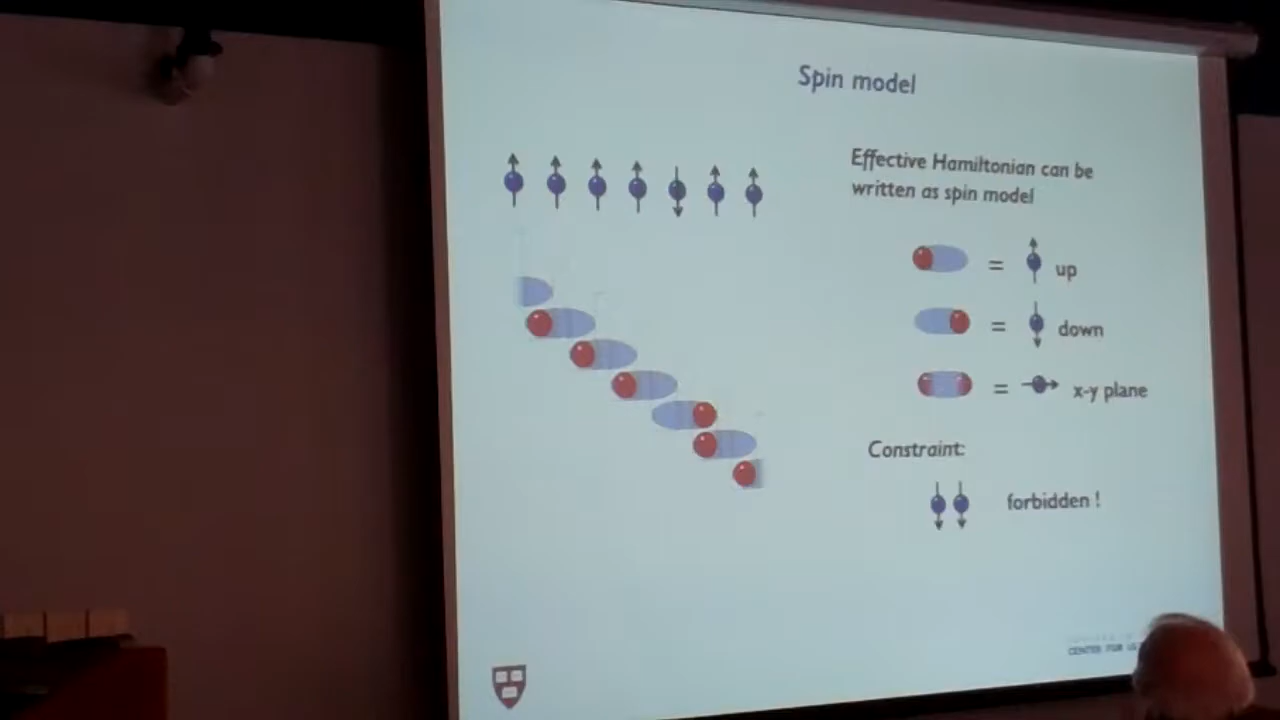 Spin model
Effective Hamiltonian can be
written as spin model
= up
= down
= x-y plane
Constraint:
forbidden !
CENTER FOR